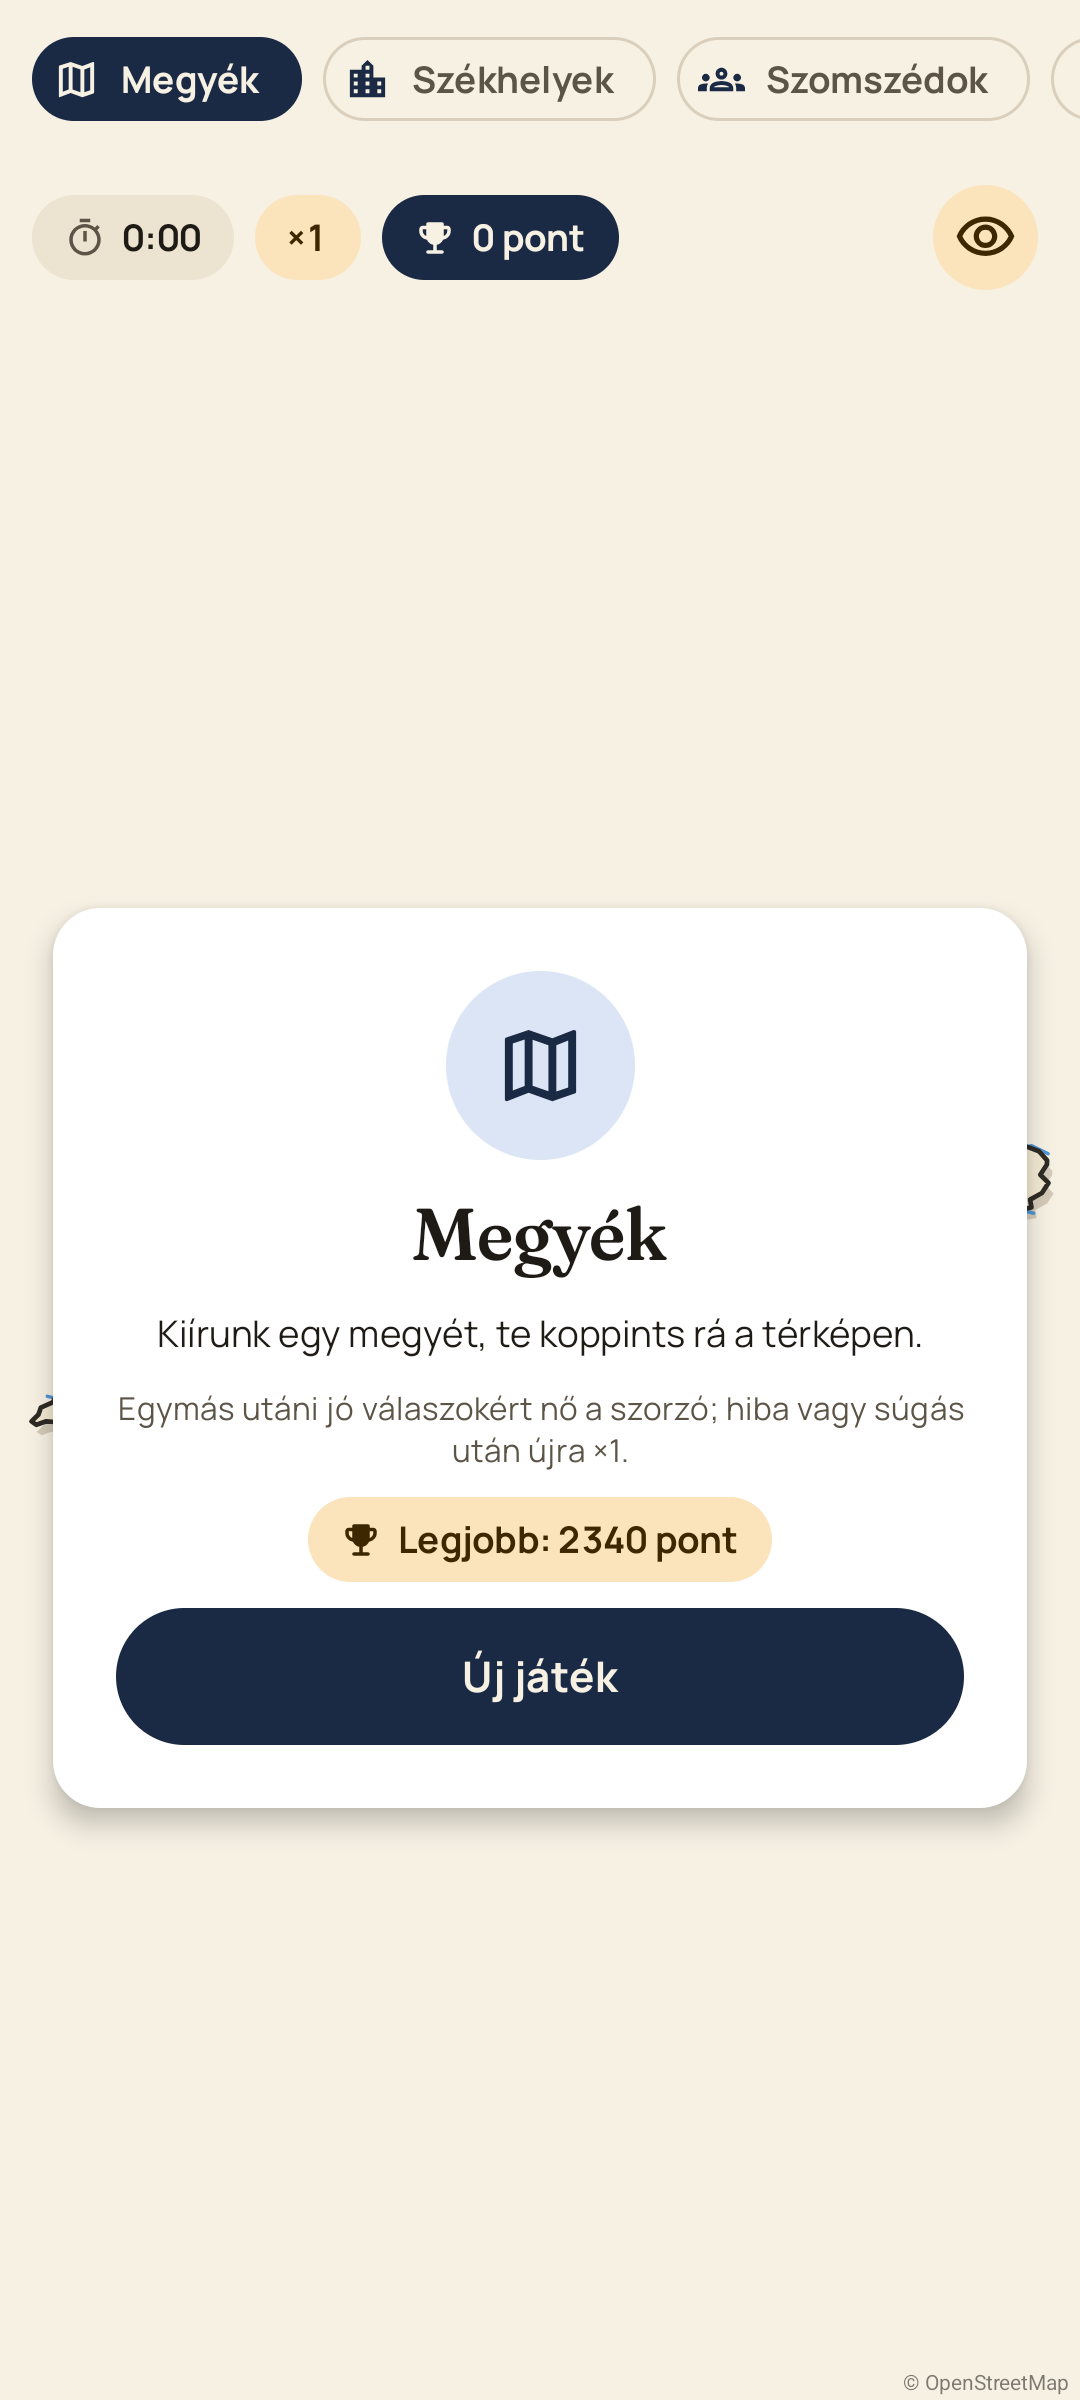 Megyék
Székhelyek
Szomszédok
0:00
×1
0 pont
Megyék
Kiírunk egy megyét, te koppints rá a térképen.
Egymás utáni jó válaszokért nő a szorzó; hiba vagy súgás
után újra ×1.
Legjobb: 2340 pont
Új játék
© OpenStreetMap